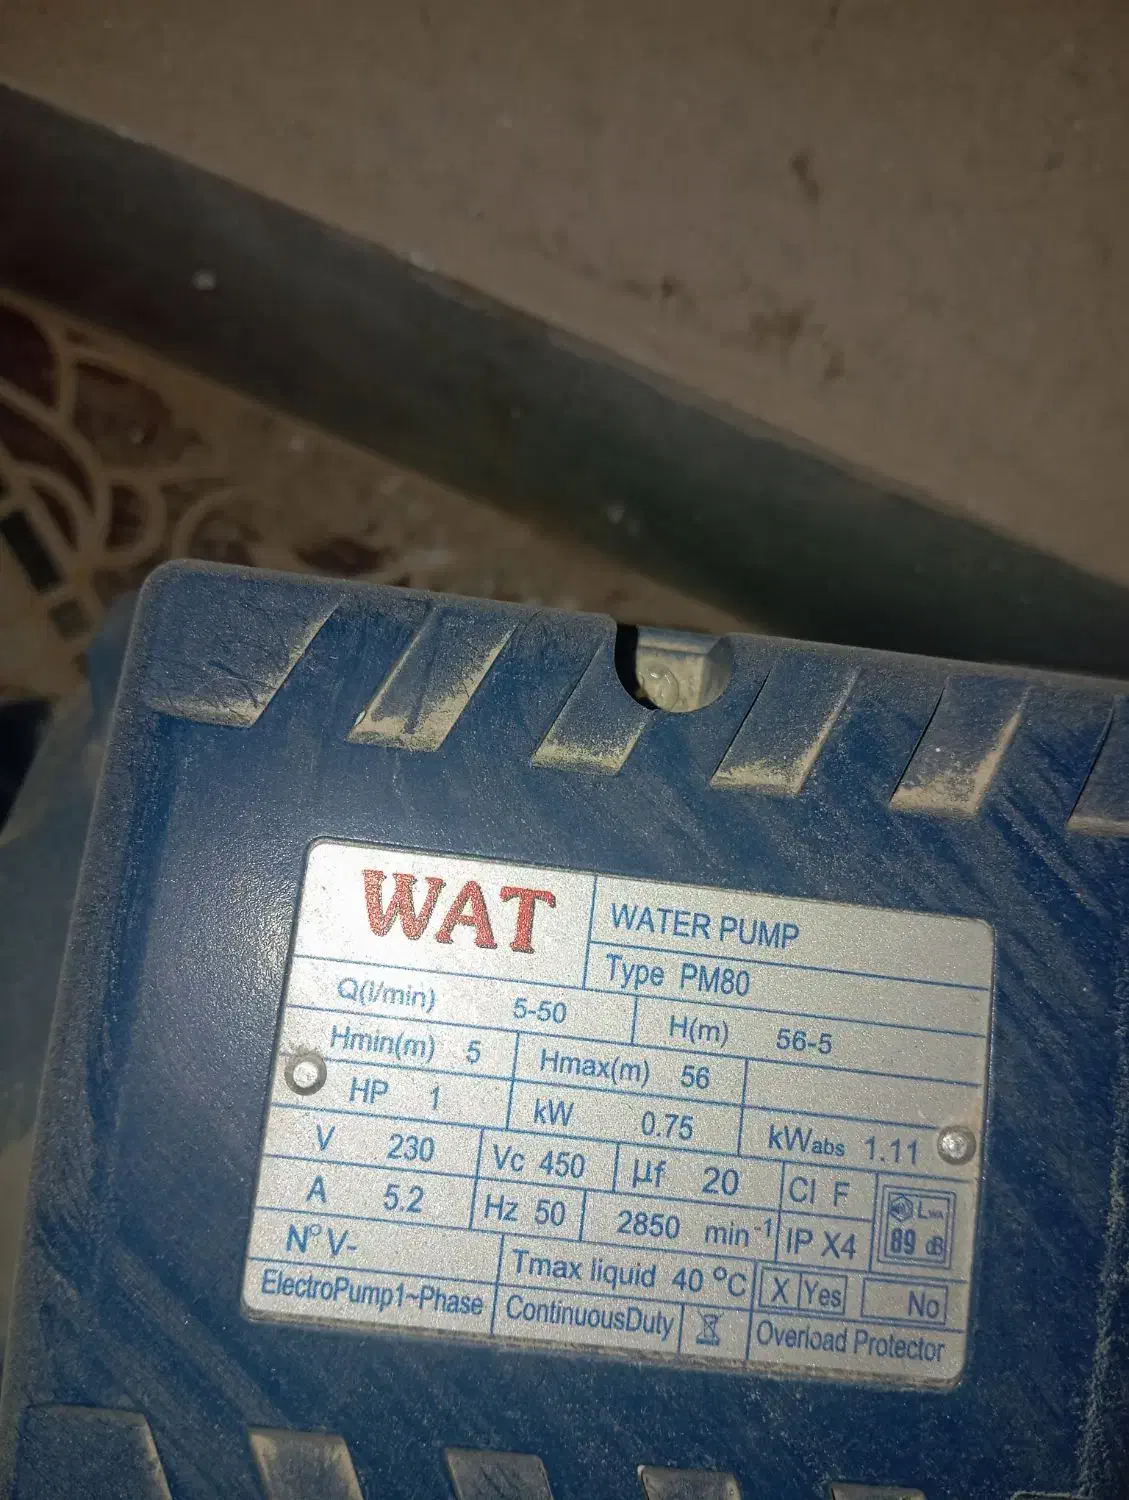 WAT
WATER PUMP
Type PM80
Q(l/min) 5-50 H(m) 56-5
Hmin(m) 5 Hmax(m) 56
HP 1 kW 0.75 kWabs 1.11
V 230 Vc 450 µf 20 Cl F
A 5.2 Hz 50 2850 min-1 IP X4
LWA
89 dB
N° V- Tmax liquid 40 °C X Yes No
ElectroPump1~Phase ContinuousDuty Overload Protector